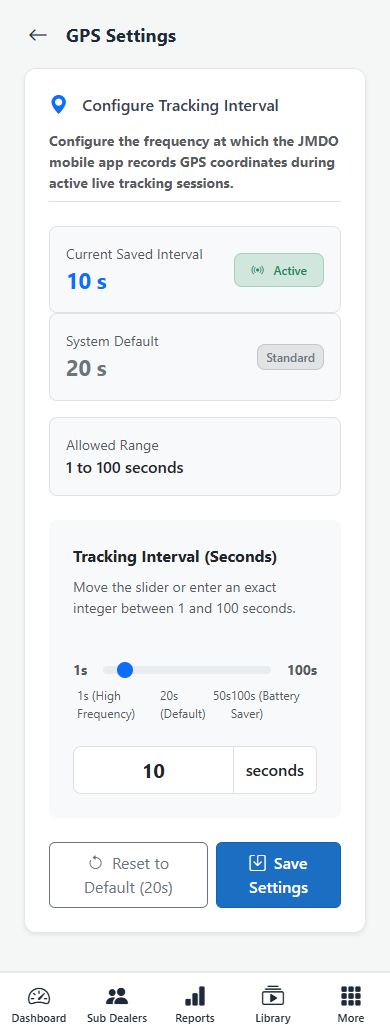 GPS Settings
Configure Tracking Interval
Configure the frequency at which the JMDO
mobile app records GPS coordinates during
active live tracking sessions.
Current Saved Interval
10 s
Active
System Default
20 s
Standard
Allowed Range
1 to 100 seconds
Tracking Interval (Seconds)
Move the slider or enter an exact
integer between 1 and 100 seconds.
1s
100s
1s (High
Frequency)
20s
(Default)
50s
100s (Battery
Saver)
10
seconds
Reset to
Default (20s)
Save
Settings
Dashboard
Sub Dealers
Reports
Library
More